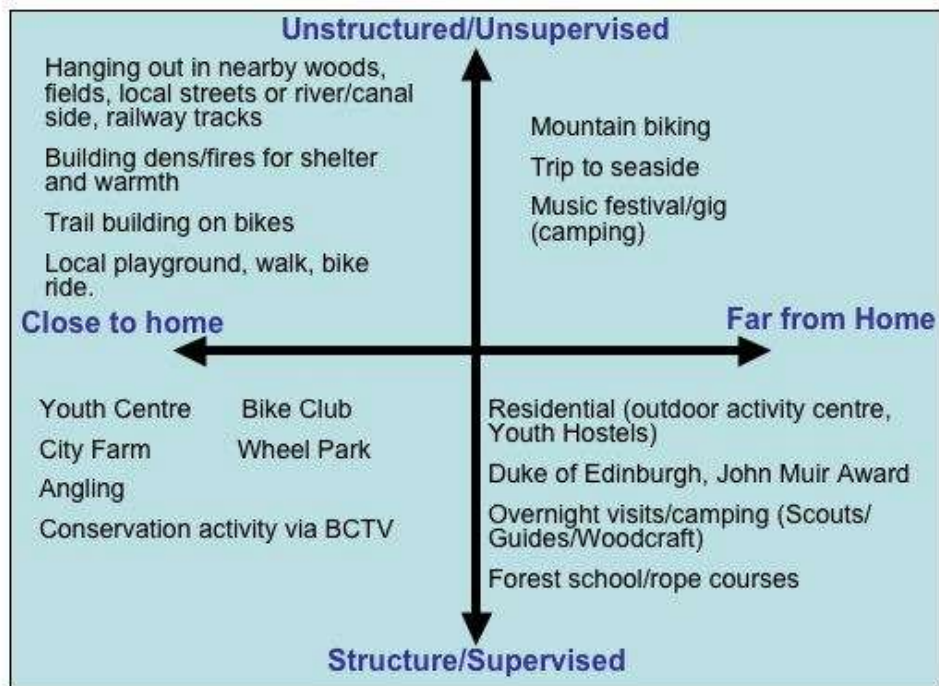 Unstructured/Unsupervised
Hanging out in nearby woods,
fields, local streets or river/canal
side, railway tracks
Building dens/fires for shelter
and warmth
Trail building on bikes
Local playground, walk, bike
ride.
Mountain biking
Trip to seaside
Music festival/gig
(camping)
Close to home
Far from Home
Youth Centre Bike Club
City Farm Wheel Park
Angling
Conservation activity via BCTV
Residential (outdoor activity centre,
Youth Hostels)
Duke of Edinburgh, John Muir Award
Overnight visits/camping (Scouts/
Guides/Woodcraft)
Forest school/rope courses
Structure/Supervised